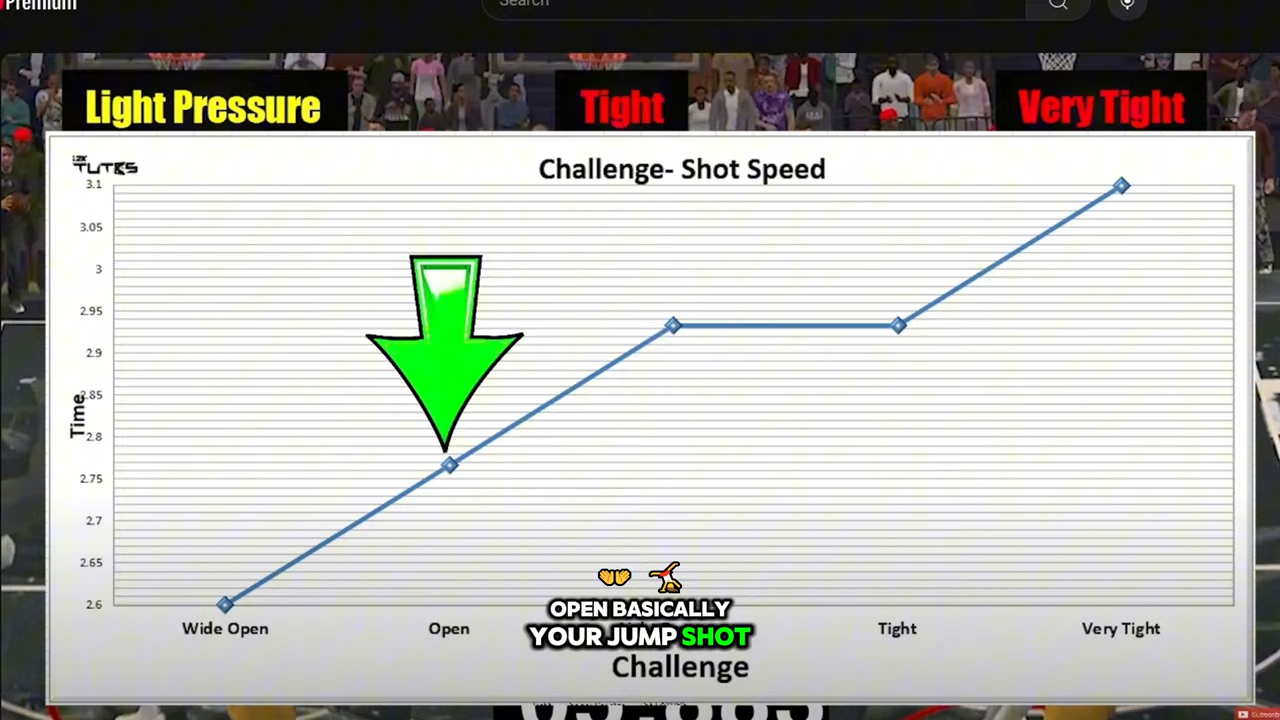 Premium
Search
Light Pressure
Tight
Very Tight
TUTES
Challenge- Shot Speed
3.1
3.05
3
2.95
2.9
2.85
2.8
2.75
2.7
2.65
2.6
Time
Wide Open
Open
Tight
Very Tight
OPEN BASICALLY
YOUR JUMP SHOT
Challenge